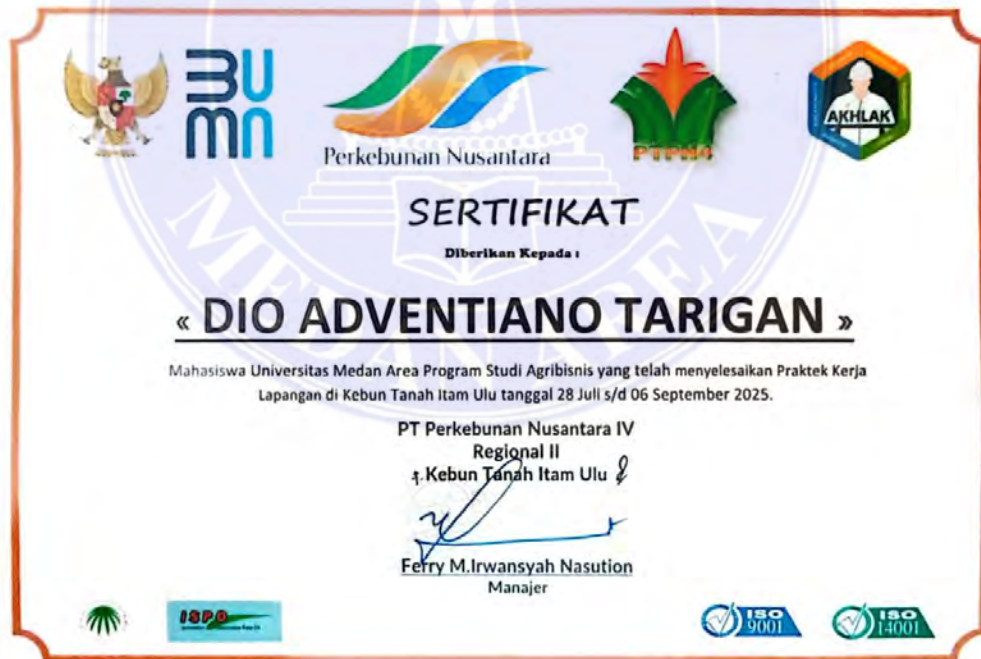 BUMN
Perkebunan Nusantara
PTPN4
AKHLAK
SERTIFIKAT
Diberikan Kepada :
« DIO ADVENTIANO TARIGAN »
Mahasiswa Universitas Medan Area Program Studi Agribisnis yang telah menyelesaikan Praktek Kerja
Lapangan di Kebun Tanah Itam Ulu tanggal 28 Juli s/d 06 September 2025.
PT Perkebunan Nusantara IV
Regional II
Kebun Tanah Itam Ulu
Ferry M.Irwansyah Nasution
Manajer
ISPO
ISO
9001
ISO
14001
MEDAN AREA